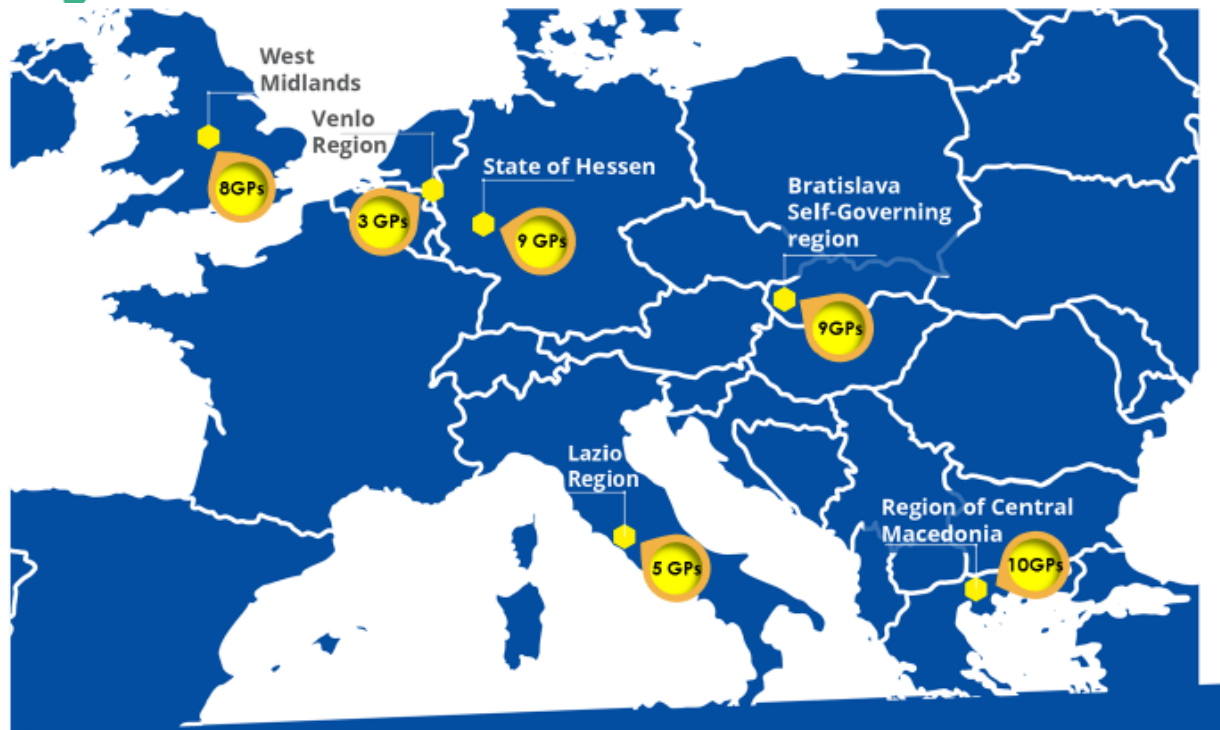 West
Midlands
Venlo
Region
State of Hessen
Bratislava
Self-Governing
region
8GPs
3 GPs
9 GPs
9GPs
Lazio
Region
Region of Central
Macedonia
5 GPs
10GPs